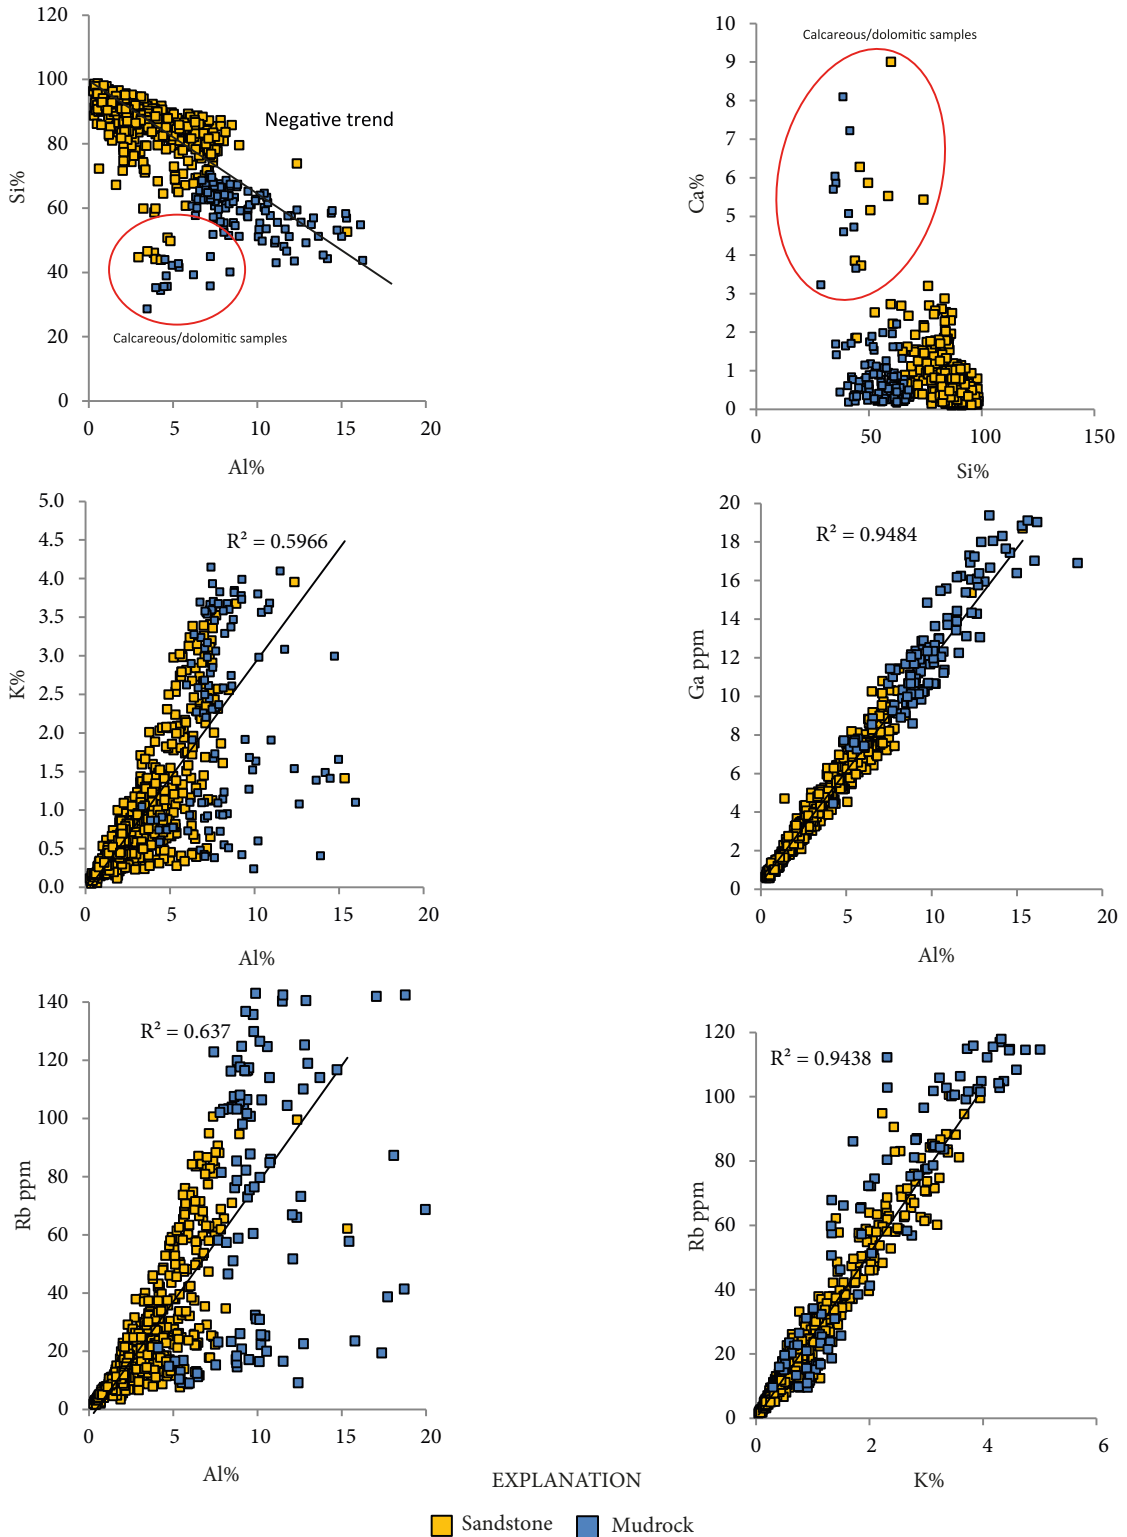 120
100
80
60
40
20
0
Si%
Negative trend
Calcareous/dolomitic samples
0 5 10 15 20
Al%
10
9
8
7
6
5
4
3
2
1
0
Ca%
Calcareous/dolomitic samples
0 50 100 150
Si%
5.0
4.5
4.0
3.5
3.0
2.5
2.0
1.5
1.0
0.5
0.0
K%
R² = 0.5966
0 5 10 15 20
Al%
20
18
16
14
12
10
8
6
4
2
0
Ga ppm
R² = 0.9484
0 5 10 15 20
Al%
140
120
100
80
60
40
20
0
Rb ppm
R² = 0.637
0 5 10 15 20
Al%
120
100
80
60
40
20
0
Rb ppm
R² = 0.9438
0 2 4 6
K%
EXPLANATION
Sandstone Mudrock